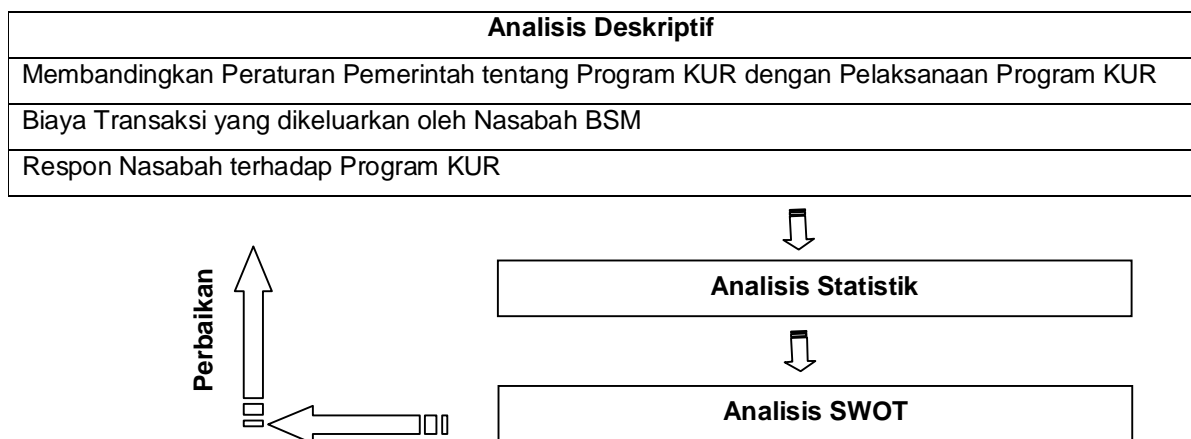 Analisis Deskriptif
Membandingkan Peraturan Pemerintah tentang Program KUR dengan Pelaksanaan Program KUR
Biaya Transaksi yang dikeluarkan oleh Nasabah BSM
Respon Nasabah terhadap Program KUR
Perbaikan
Analisis Statistik
Analisis SWOT